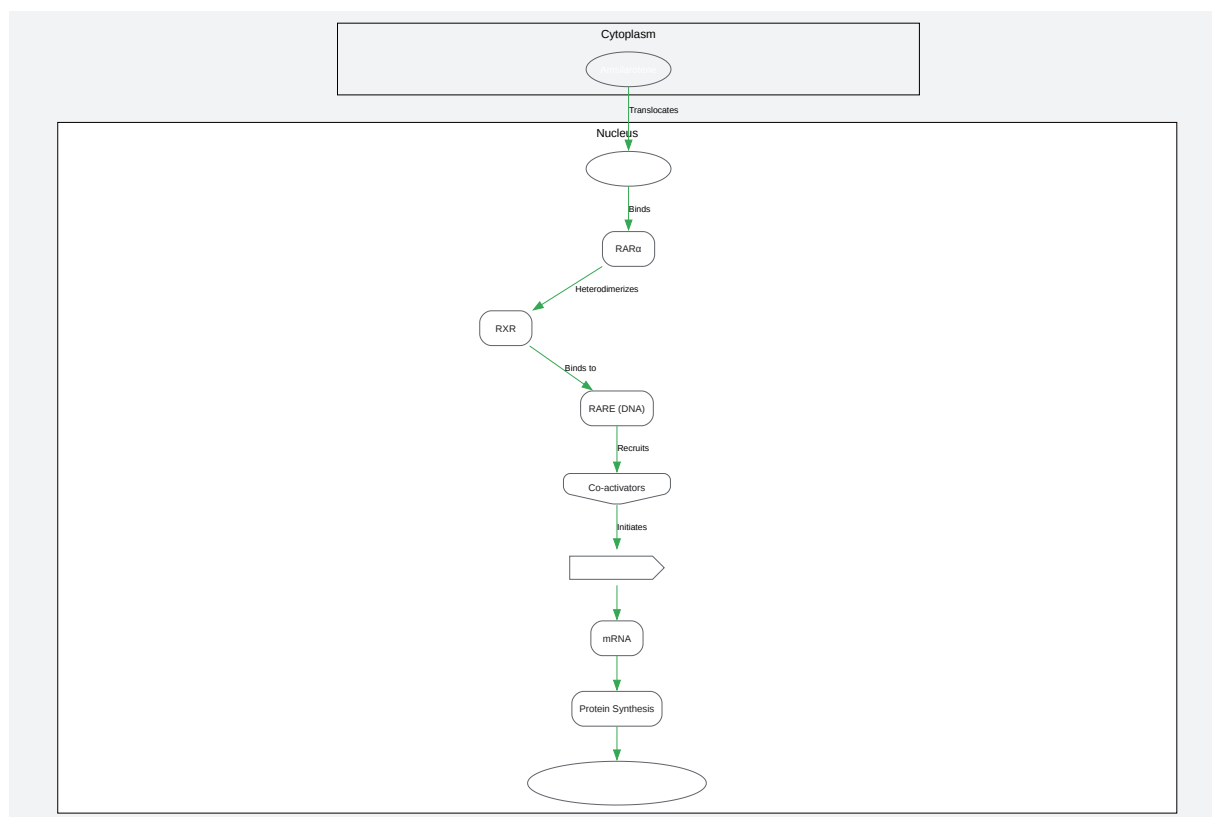 Cytoplasm
Translocates
Nucleus
Binds
RARα
Heterodimerizes
RXR
Binds to
RARE (DNA)
Recruits
Co-activators
Initiates
mRNA
Protein Synthesis